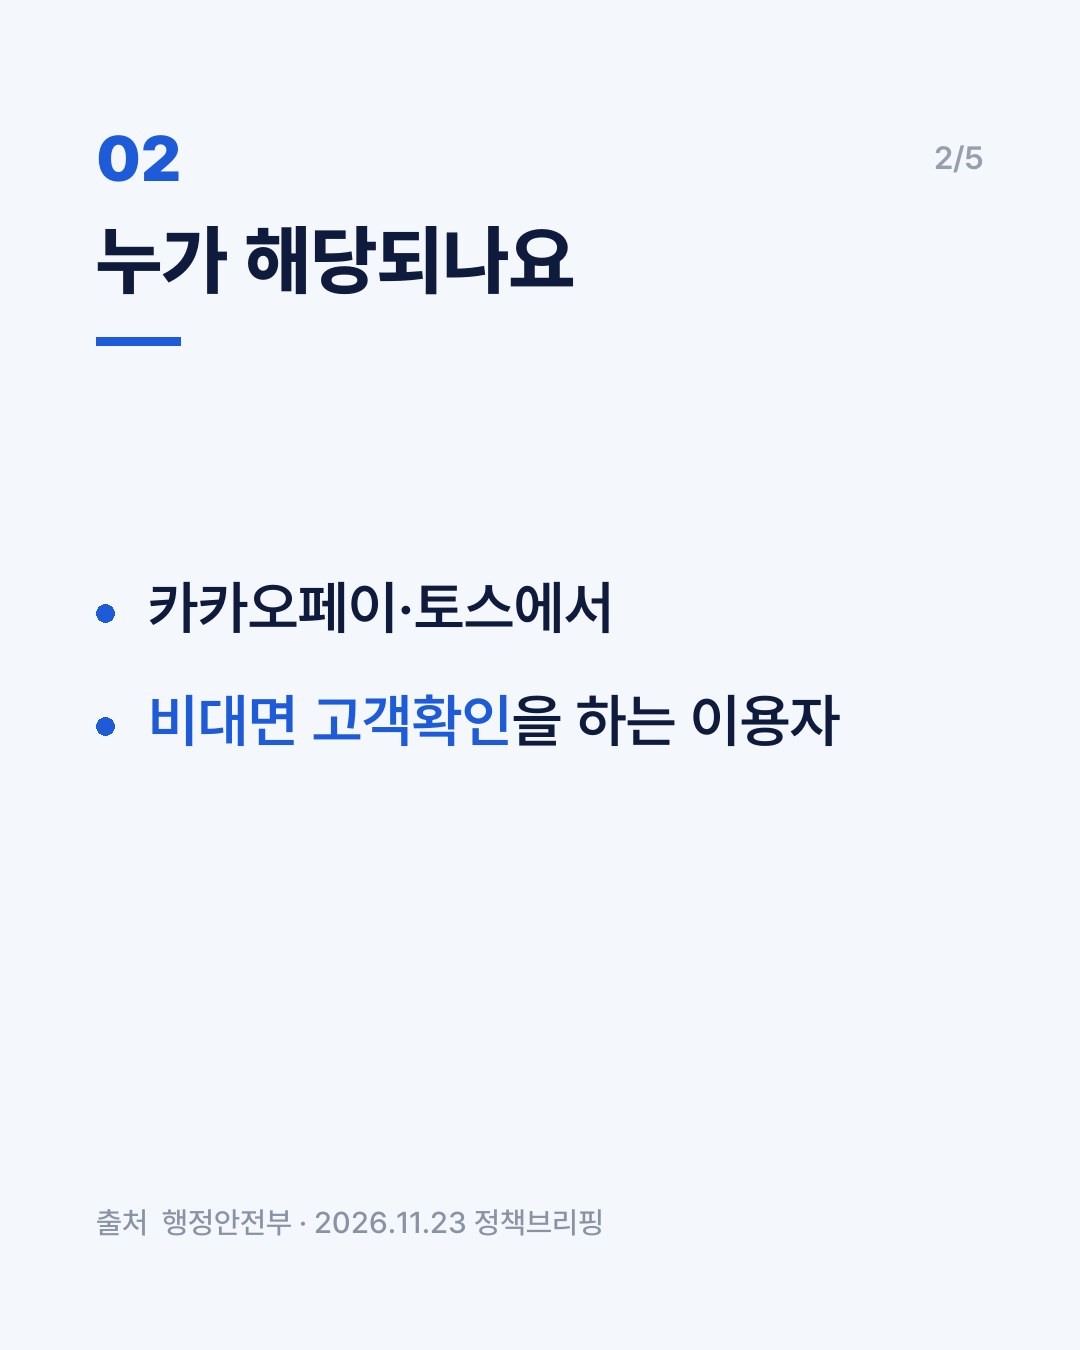 02
2/5
누가 해당되나요
카카오페이·토스에서
비대면 고객확인을 하는 이용자
출처 행정안전부 · 2026.11.23 정책브리핑